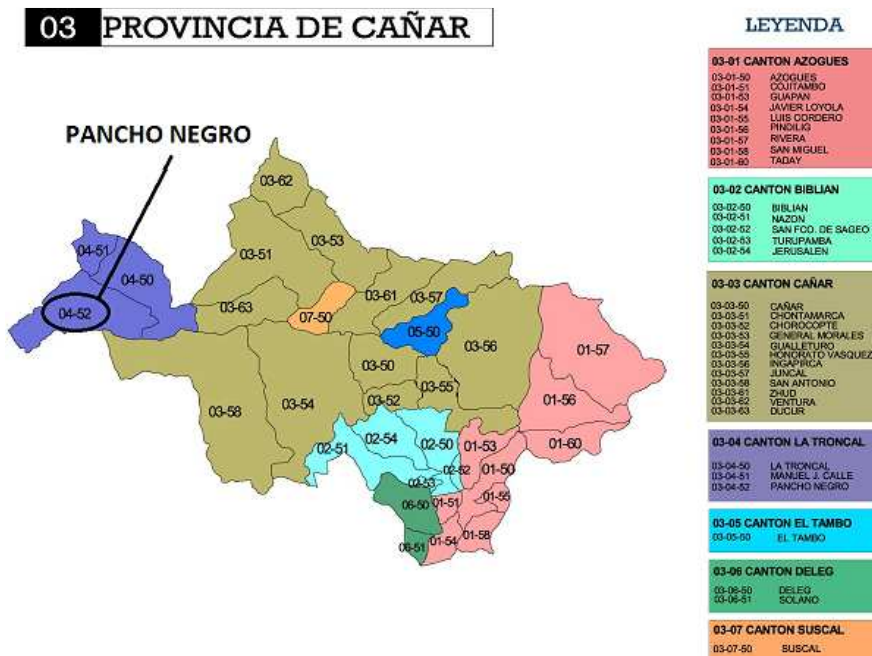 03 PROVINCIA DE CAÑAR
LEYENDA
PANCHO NEGRO
03-62
03-51
03-53
04-51
04-50
04-52
03-63
07-50
03-61
03-57
05-50
03-56
01-57
03-50
03-58
03-54
03-55
03-52
01-56
02-51
02-54
02-50
01-53
01-60
02-52
01-50
02-53
06-50
01-51
01-55
06-51
01-54
01-58
03-01 CANTON AZOGUES
03-01-50 AZOGUES
03-01-51 COJITAMBO
03-01-53 GUAPAN
03-01-54 JAVIER LOYOLA
03-01-55 LUIS CORDERO
03-01-56 PINDILIG
03-01-57 RIVERA
03-01-58 SAN MIGUEL
03-01-60 TADAY
03-02 CANTON BIBLIAN
03-02-50 BIBLIAN
03-02-51 NAZON
03-02-52 SAN FCO. DE SAGEO
03-02-53 TURUPAMBA
03-02-54 JERUSALEN
03-03 CANTON CAÑAR
03-03-50 CAÑAR
03-03-51 CHONTAMARCA
03-03-52 CHOROCOPTE
03-03-53 GENERAL MORALES
03-03-54 GUALLETURO
03-03-55 HONORATO VASQUEZ
03-03-56 INGAPIRCA
03-03-57 JUNCAL
03-03-58 SAN ANTONIO
03-03-61 ZHUD
03-03-62 VENTURA
03-03-63 DUCUR
03-04 CANTON LA TRONCAL
03-04-50 LA TRONCAL
03-04-51 MANUEL J. CALLE
03-04-52 PANCHO NEGRO
03-05 CANTON EL TAMBO
03-05-50 EL TAMBO
03-06 CANTON DELEG
03-06-50 DELEG
03-06-51 SOLANO
03-07 CANTON SUSCAL
03-07-50 SUSCAL